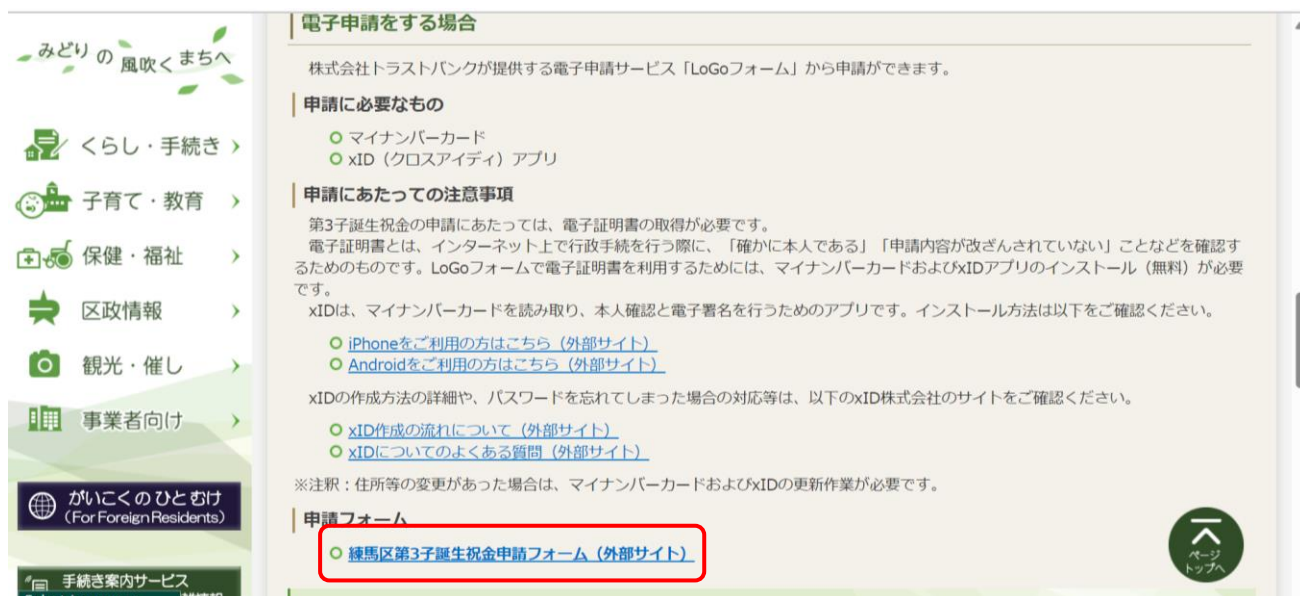 みどりの風吹くまちへ
くらし・手続き
子育て・教育
保健・福祉
区政情報
観光・催し
事業者向け
がいこくのひとむけ
(For Foreign Residents)
手続き案内サービス
電子申請をする場合
株式会社トラストバンクが提供する電子申請サービス「LoGoフォーム」から申請ができます。
申請に必要なもの
マイナンバーカード
xID（クロスアイディ）アプリ
申請にあたっての注意事項
第3子誕生祝金の申請にあたっては、電子証明書の取得が必要です。
電子証明書とは、インターネット上で行政手続を行う際に、「確かに本人である」「申請内容が改ざんされていない」ことなどを確認す
るためのものです。LoGoフォームで電子証明書を利用するためには、マイナンバーカードおよびxIDアプリのインストール（無料）が必要
です。
xIDは、マイナンバーカードを読み取り、本人確認と電子署名を行うためのアプリです。インストール方法は以下をご確認ください。
iPhoneをご利用の方はこちら（外部サイト）
Androidをご利用の方はこちら（外部サイト）
xIDの作成方法の詳細や、パスワードを忘れてしまった場合の対応等は、以下のxID株式会社のサイトをご確認ください。
xID作成の流れについて（外部サイト）
xIDについてのよくある質問（外部サイト）
※注釈：住所等の変更があった場合は、マイナンバーカードおよびxIDの更新作業が必要です。
申請フォーム
練馬区第3子誕生祝金申請フォーム（外部サイト）
ページ
トップへ